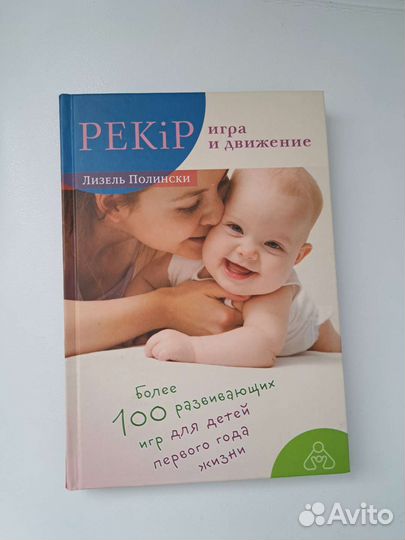 PEKiP
игра
и движение
Лизель Полински
Более
100 развивающих
игр для детей
первого года
жизни
Avito